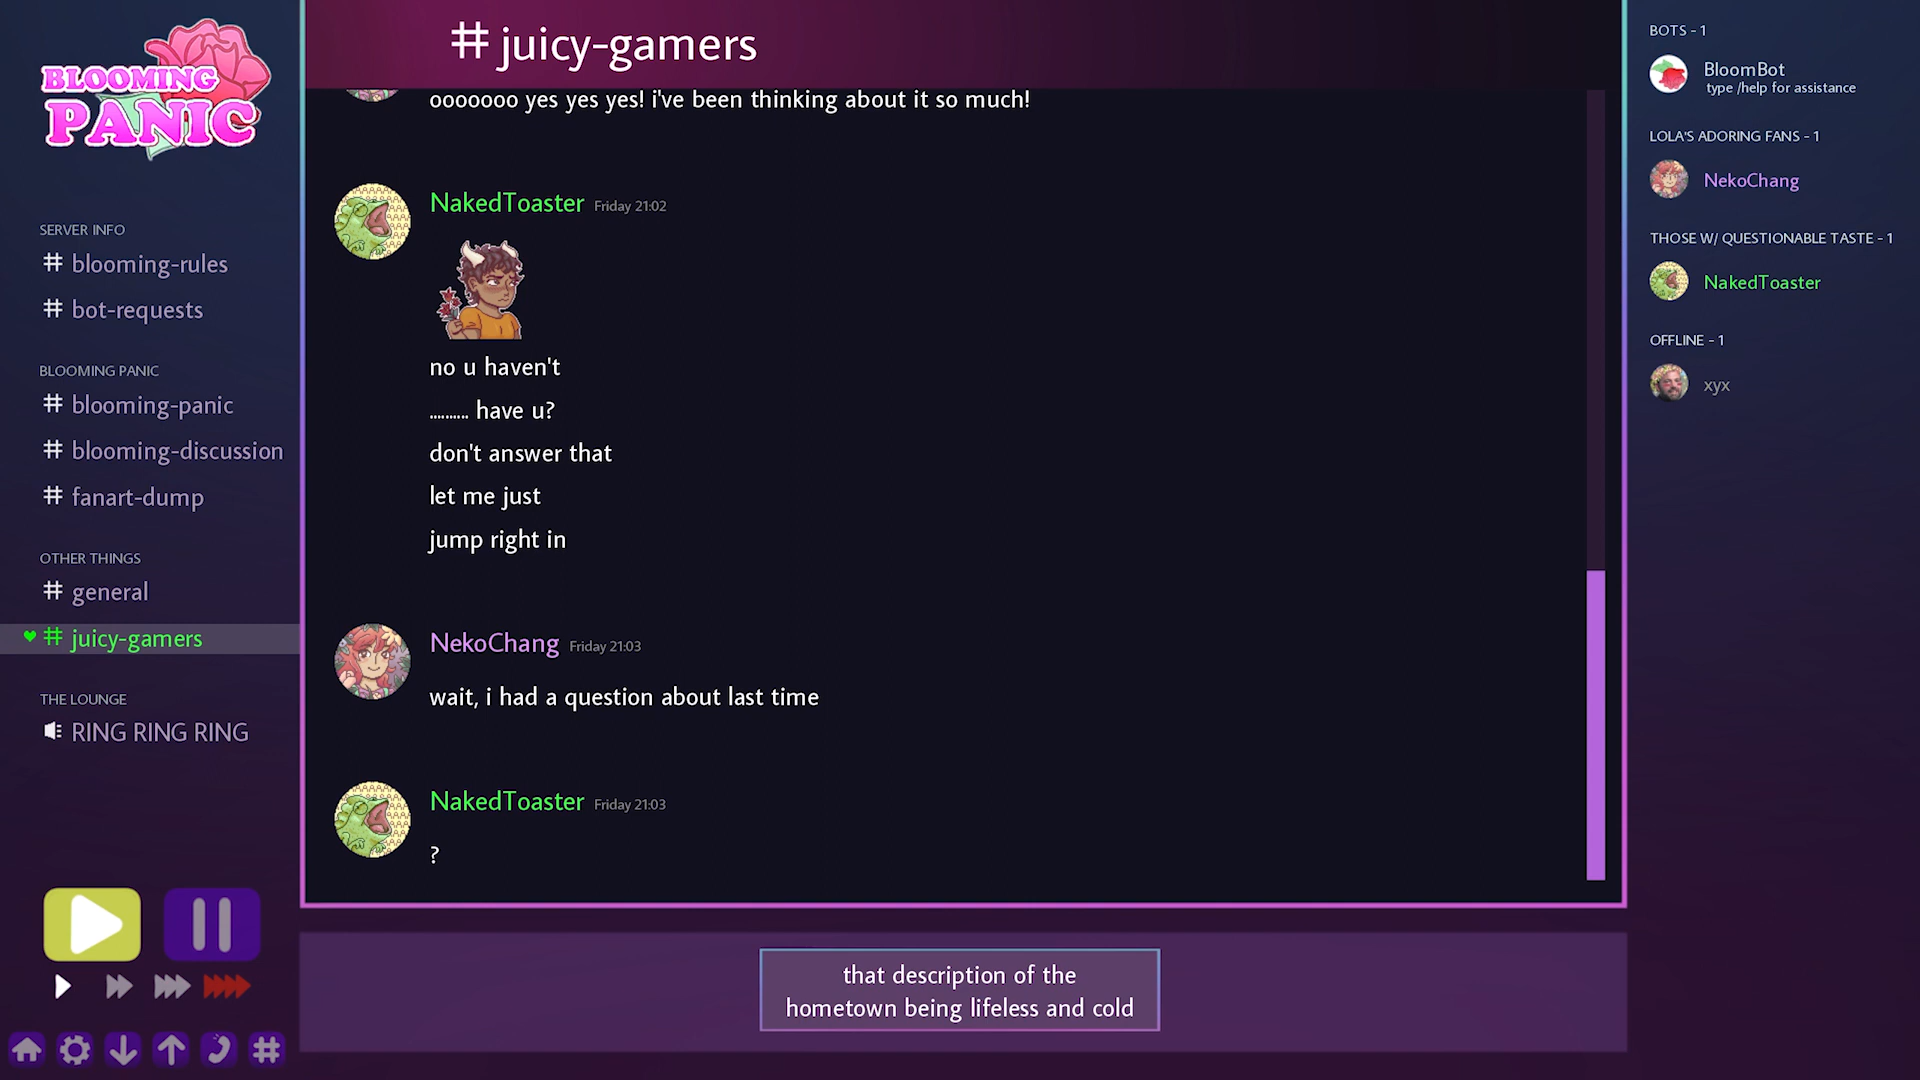 BLOOMING
PANIC
SERVER INFO
# blooming-rules
# bot-requests
BLOOMING PANIC
# blooming-panic
# blooming-discussion
# fanart-dump
OTHER THINGS
# general
# juicy-gamers
THE LOUNGE
RING RING RING
# juicy-gamers
ooooooo yes yes yes! i've been thinking about it so much!
NakedToaster Friday 21:02
no u haven't
.......... have u?
don't answer that
let me just
jump right in
NekoChang Friday 21:03
wait, i had a question about last time
NakedToaster Friday 21:03
?
that description of the
hometown being lifeless and cold
BOTS - 1
BloomBot
type /help for assistance
LOLA'S ADORING FANS - 1
NekoChang
THOSE W/ QUESTIONABLE TASTE - 1
NakedToaster
OFFLINE - 1
xyx